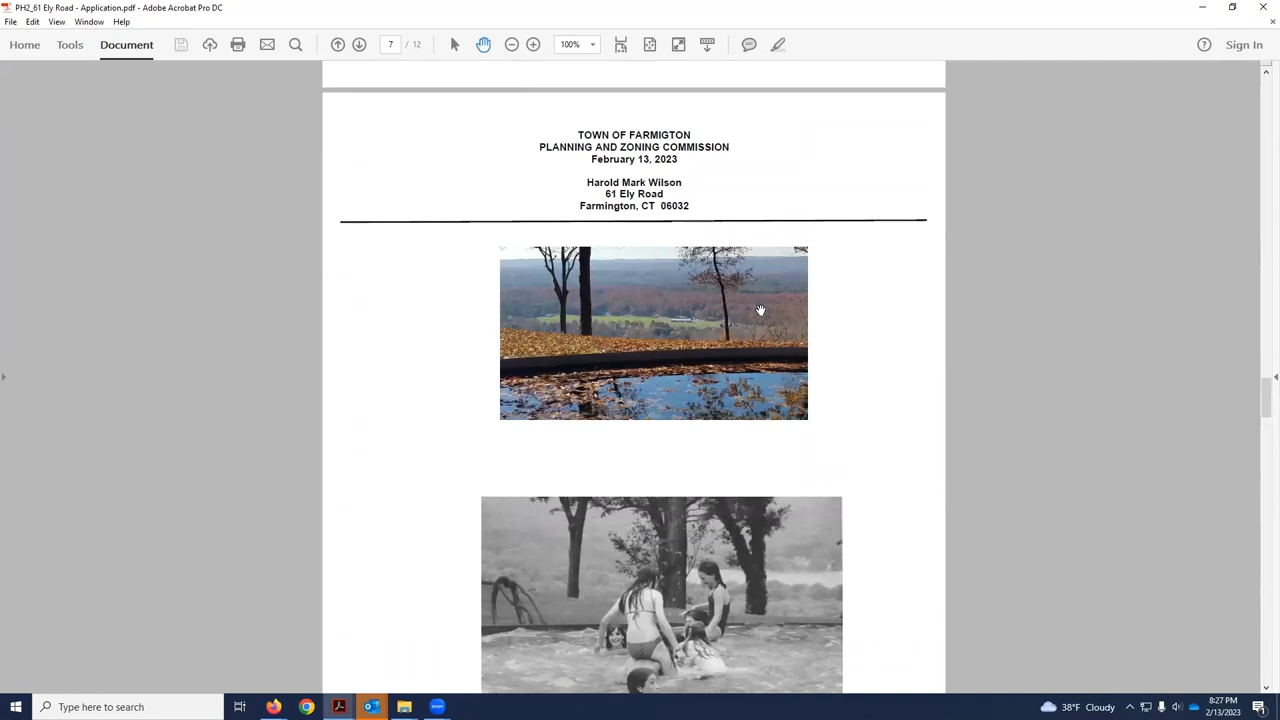 PH2_61 Ely Road - Application.pdf - Adobe Acrobat Pro DC
File Edit View Window Help
Home Tools Document 7 / 12 100% Sign In
TOWN OF FARMIGTON
PLANNING AND ZONING COMMISSION
February 13, 2023
Harold Mark Wilson
61 Ely Road
Farmington, CT 06032
Type here to search 38°F Cloudy 8:27 PM
2/13/2023